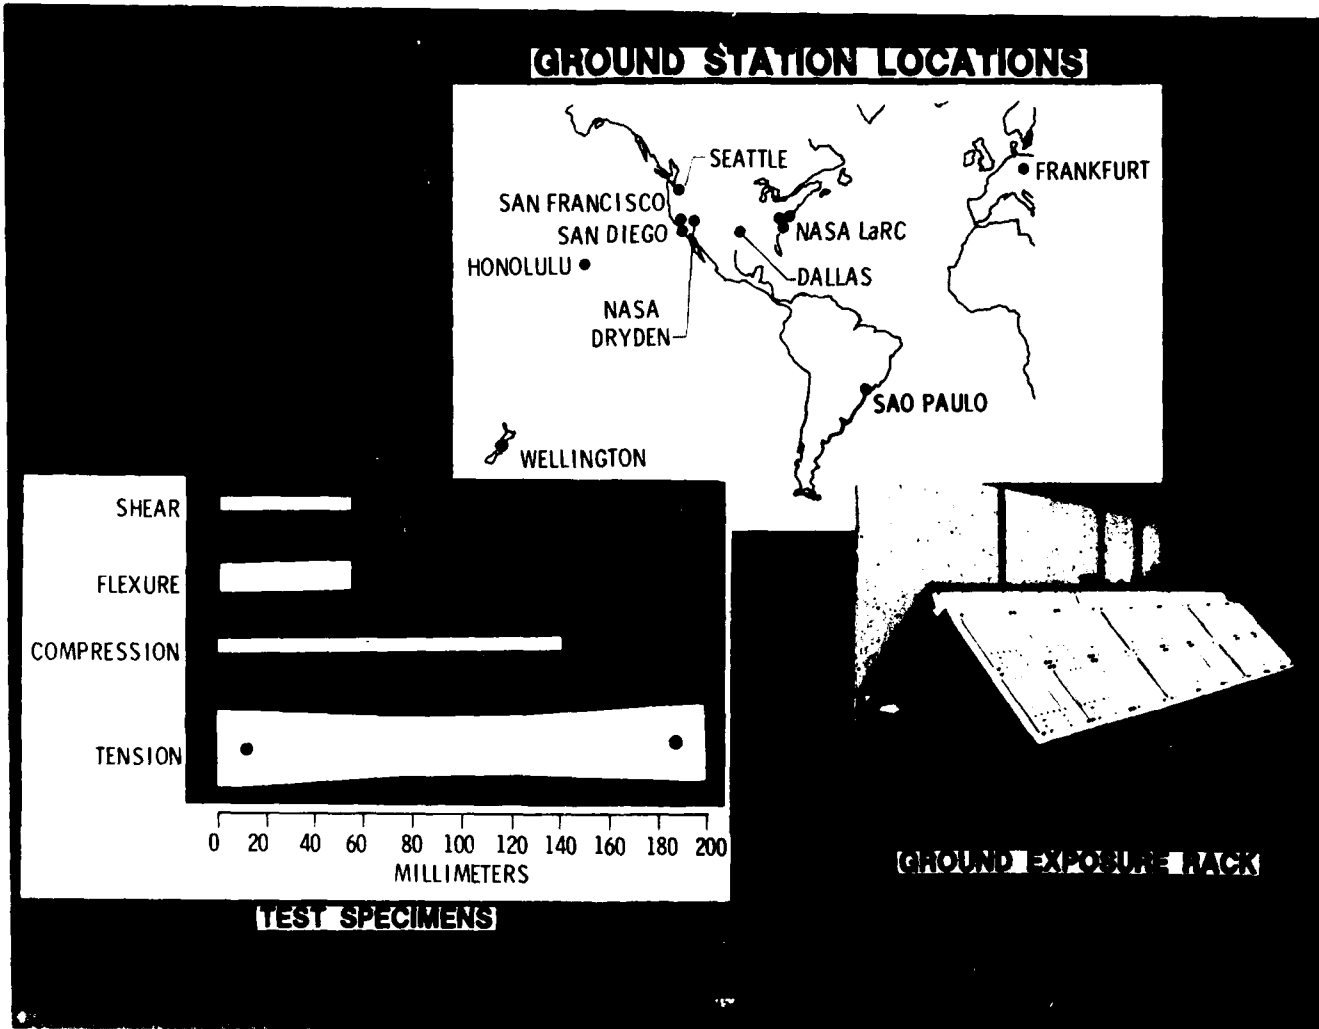 GROUND STATION LOCATIONS
SEATTLE
FRANKFURT
SAN FRANCISCO
SAN DIEGO
NASA LaRC
HONOLULU
DALLAS
NASA
DRYDEN
SAO PAULO
WELLINGTON
SHEAR
FLEXURE
COMPRESSION
TENSION
0 20 40 60 80 100 120 140 160 180 200
MILLIMETERS
TEST SPECIMENS
GROUND EXPOSURE RACK